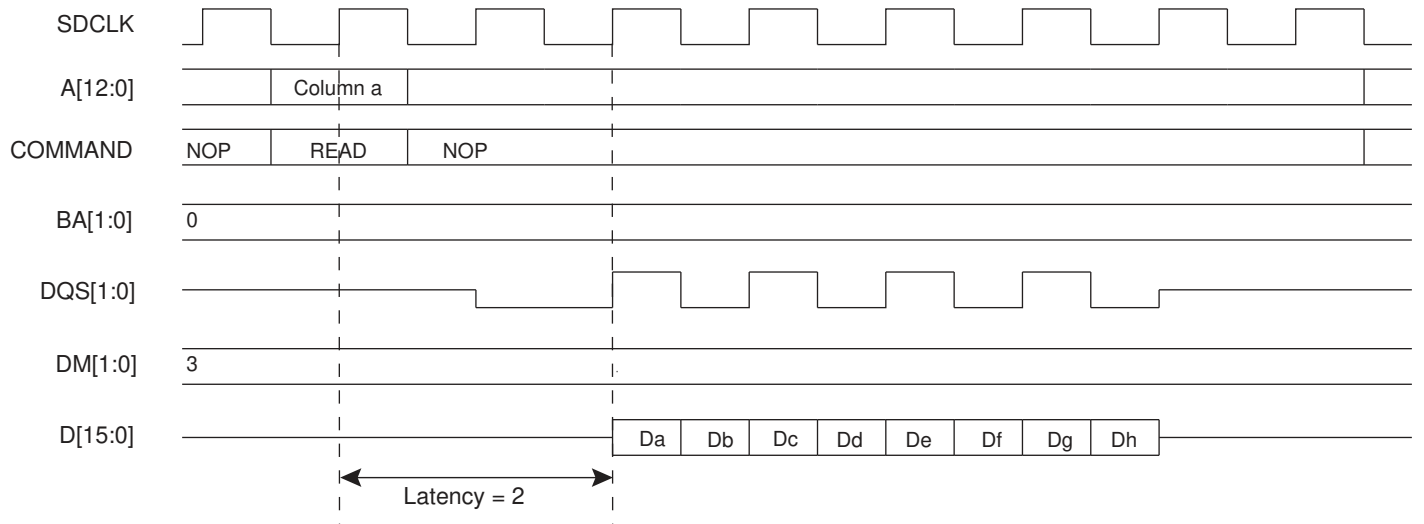 SDCLK
A[12:0] Column a
COMMAND NOP READ NOP
BA[1:0] 0
DQS[1:0]
DM[1:0] 3
D[15:0] Da Db Dc Dd De Df Dg Dh
Latency = 2